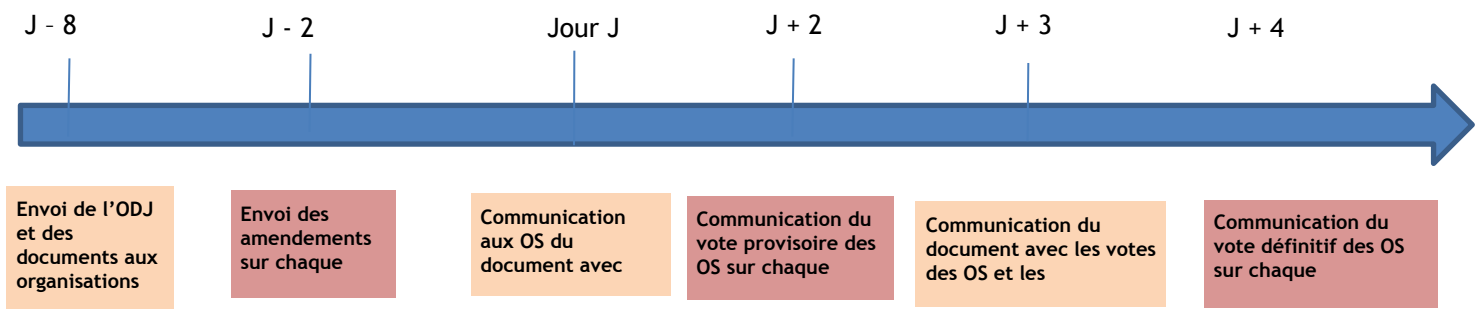 J – 8
J - 2
Jour J
J + 2
J + 3
J + 4
Envoi de l’ODJ
et des
documents aux
organisations
Envoi des
amendements
sur chaque
Communication
aux OS du
document avec
Communication du
vote provisoire des
OS sur chaque
Communication du
document avec les votes
des OS et les
Communication du
vote définitif des OS
sur chaque